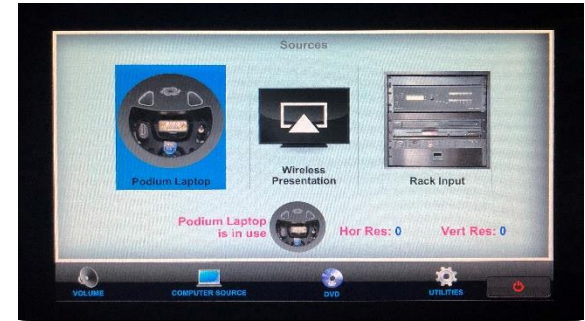 Sources
Podium Laptop
Wireless
Presentation
Rack Input
Podium Laptop
is in use
Hor Res: 0
Vert Res: 0
VOLUME
COMPUTER SOURCE
DVD
UTILITIES